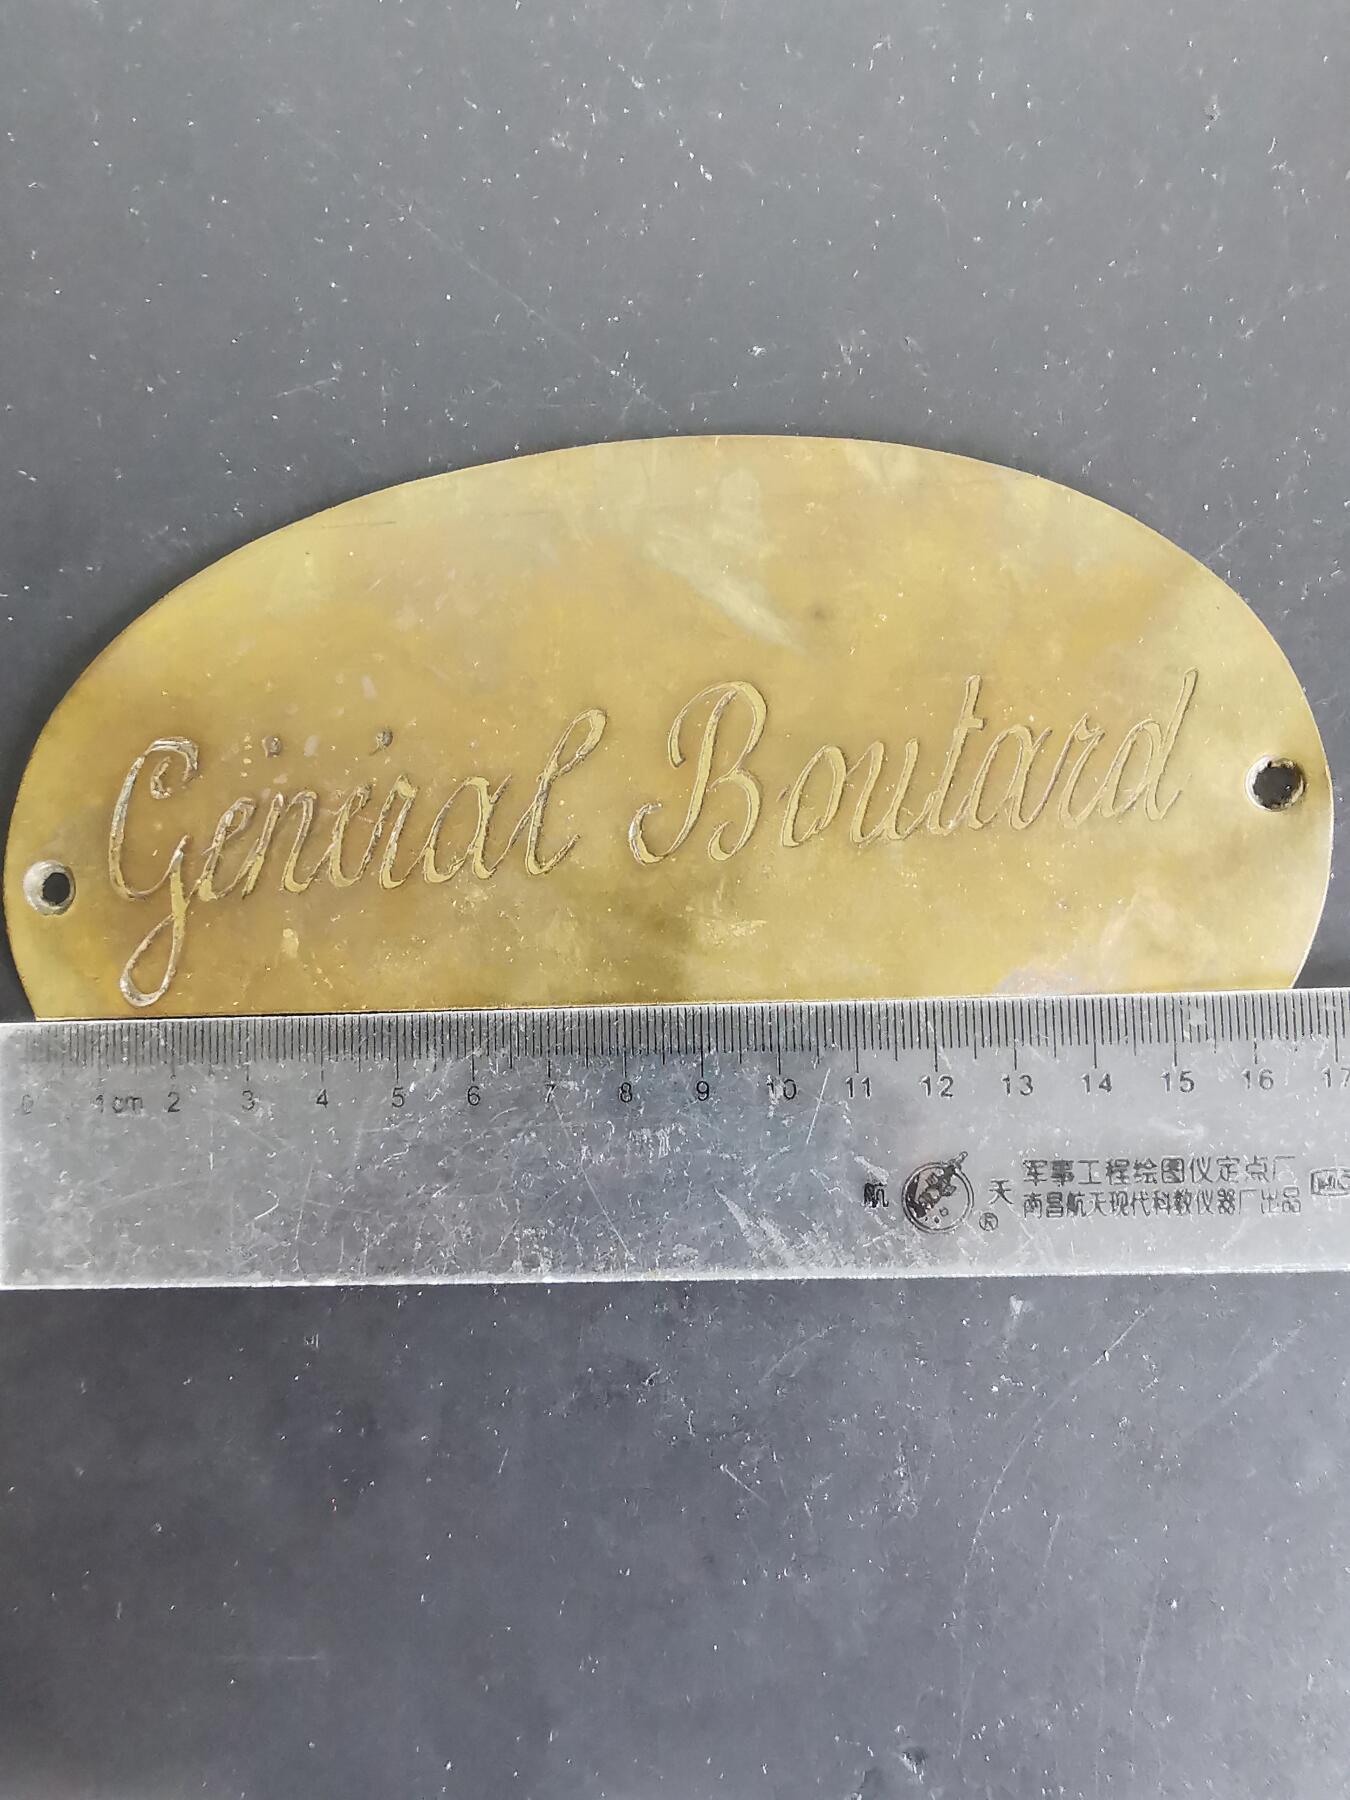 Général Boutard
0 1cm 2 3 4 5 6 7 8 9 10 11 12 13 14 15 16 17
航 天 军事工程绘图仪定点厂
® 南昌航天现代科教仪器厂出品